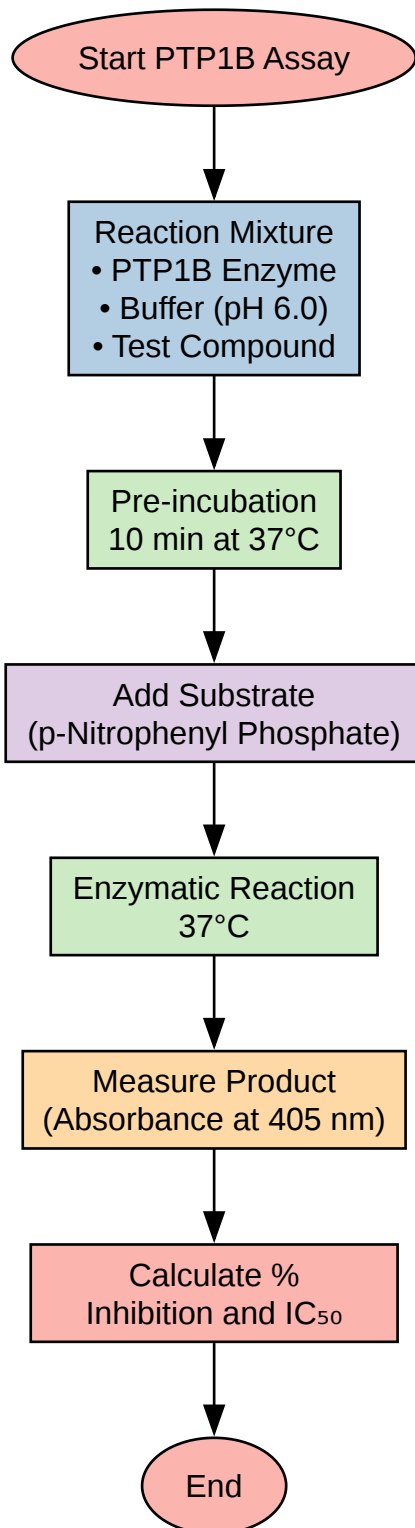 Start PTP1B Assay
Reaction Mixture
• PTP1B Enzyme
• Buffer (pH 6.0)
• Test Compound
Pre-incubation
10 min at 37°C
Add Substrate
(p-Nitrophenyl Phosphate)
Enzymatic Reaction
37°C
Measure Product
(Absorbance at 405 nm)
Calculate %
Inhibition and IC₅₀
End